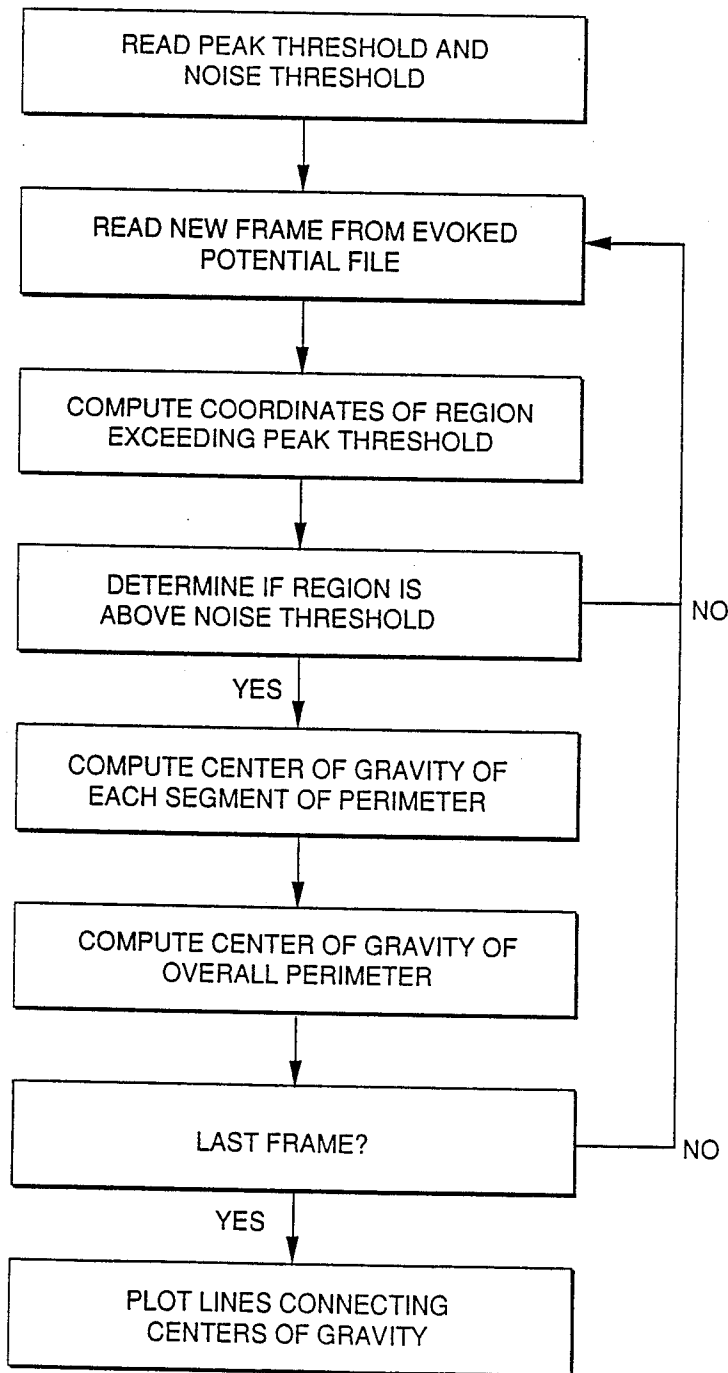 READ PEAK THRESHOLD AND
NOISE THRESHOLD
READ NEW FRAME FROM EVOKED
POTENTIAL FILE
COMPUTE COORDINATES OF REGION
EXCEEDING PEAK THRESHOLD
DETERMINE IF REGION IS
ABOVE NOISE THRESHOLD
NO
YES
COMPUTE CENTER OF GRAVITY OF
EACH SEGMENT OF PERIMETER
COMPUTE CENTER OF GRAVITY OF
OVERALL PERIMETER
LAST FRAME?
NO
YES
PLOT LINES CONNECTING
CENTERS OF GRAVITY